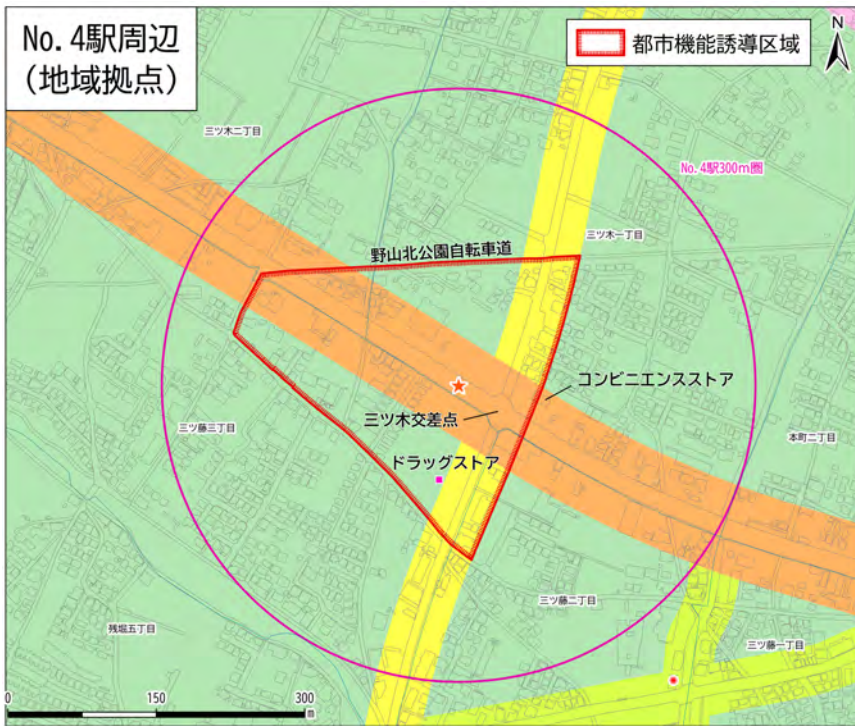 No.4駅周辺
(地域拠点)
都市機能誘導区域
N
三ツ木二丁目
No.4駅300m圏
三ツ木一丁目
野山北公園自転車道
コンビニエンスストア
三ツ木交差点
三ツ藤三丁目
本町二丁目
ドラッグストア
三ツ藤二丁目
残堀五丁目
三ツ藤一丁目
0 150 300
m